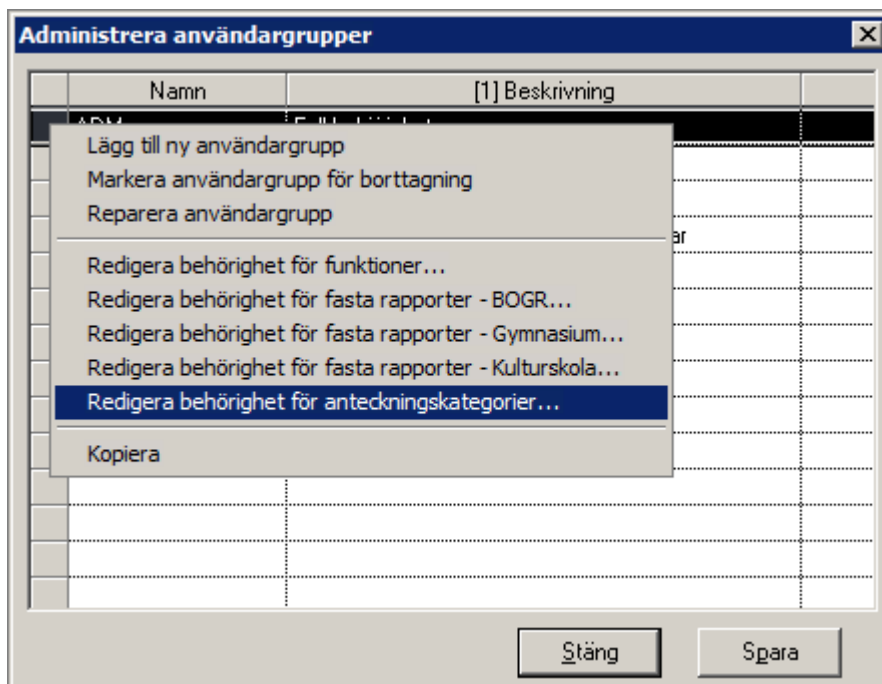 Administrera användargrupper
Namn [1] Beskrivning
Lägg till ny användargrupp
Markera användargrupp för borttagning
Reparera användargrupp
ar
Redigera behörighet för funktioner...
Redigera behörighet för fasta rapporter - BOGR...
Redigera behörighet för fasta rapporter - Gymnasium...
Redigera behörighet för fasta rapporter - Kulturskola...
Redigera behörighet för anteckningskategorier...
Kopiera
Stäng Spara